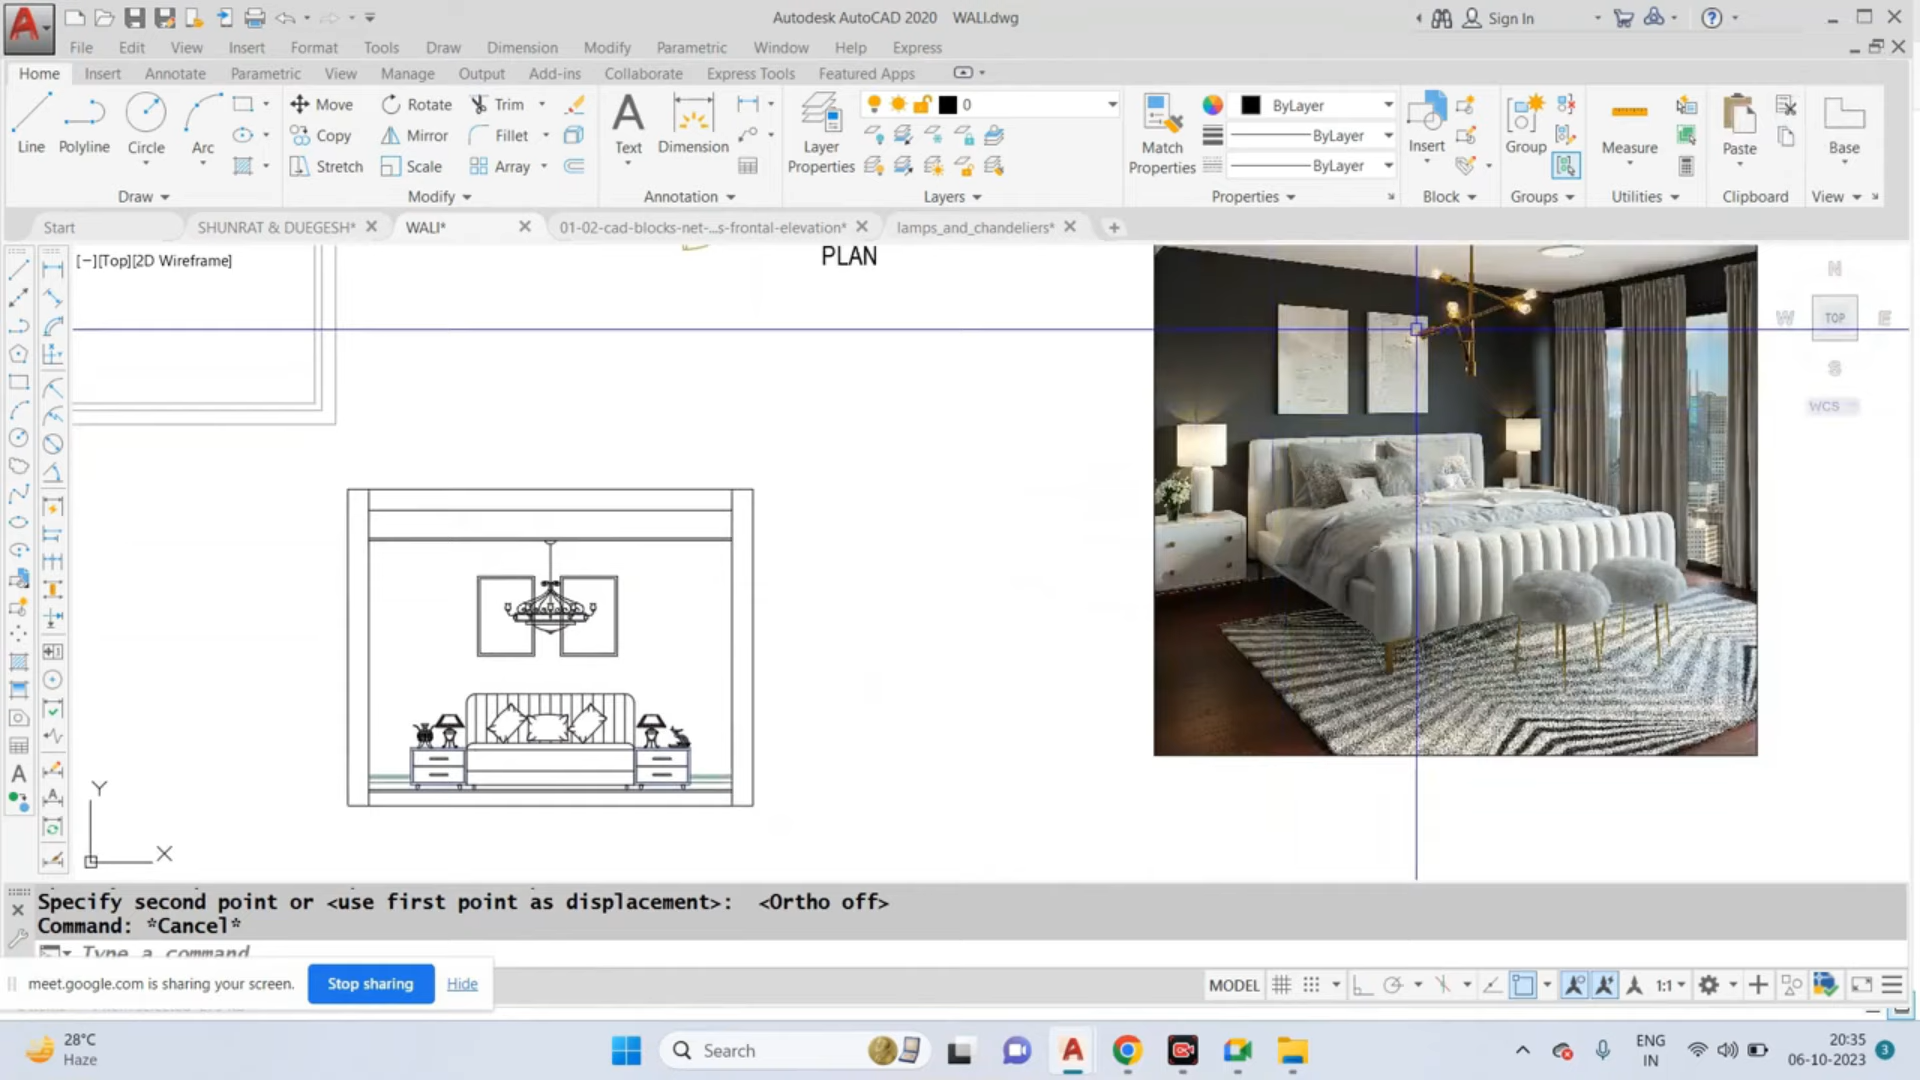 Autodesk AutoCAD 2020 WALI.dwg
Sign In
File Edit View Insert Format Tools Draw Dimension Modify Parametric Window Help Express
Home Insert Annotate Parametric View Manage Output Add-ins Collaborate Express Tools Featured Apps
Line Polyline Circle Arc
Move Rotate Trim
Copy Mirror Fillet
Stretch Scale Array
Text Dimension
Layer Properties
0
Match Properties
ByLayer
ByLayer
ByLayer
Insert Group Measure Paste Base
Draw Modify Annotation Layers Properties Block Groups Utilities Clipboard View
Start SHUNRAT & DUEGESH* WALI* 01-02-cad-blocks-net-...s-frontal-elevation* lamps_and_chandeliers*
[−][Top][2D Wireframe]
PLAN
N
W TOP E
S
WCS
Y
X
Specify second point or <use first point as displacement>: <Ortho off>
Command: *Cancel*
Type a command
meet.google.com is sharing your screen. Stop sharing Hide
MODEL 1:1
28°C
Haze
Search
ENG
IN
20:35
06-10-2023
3